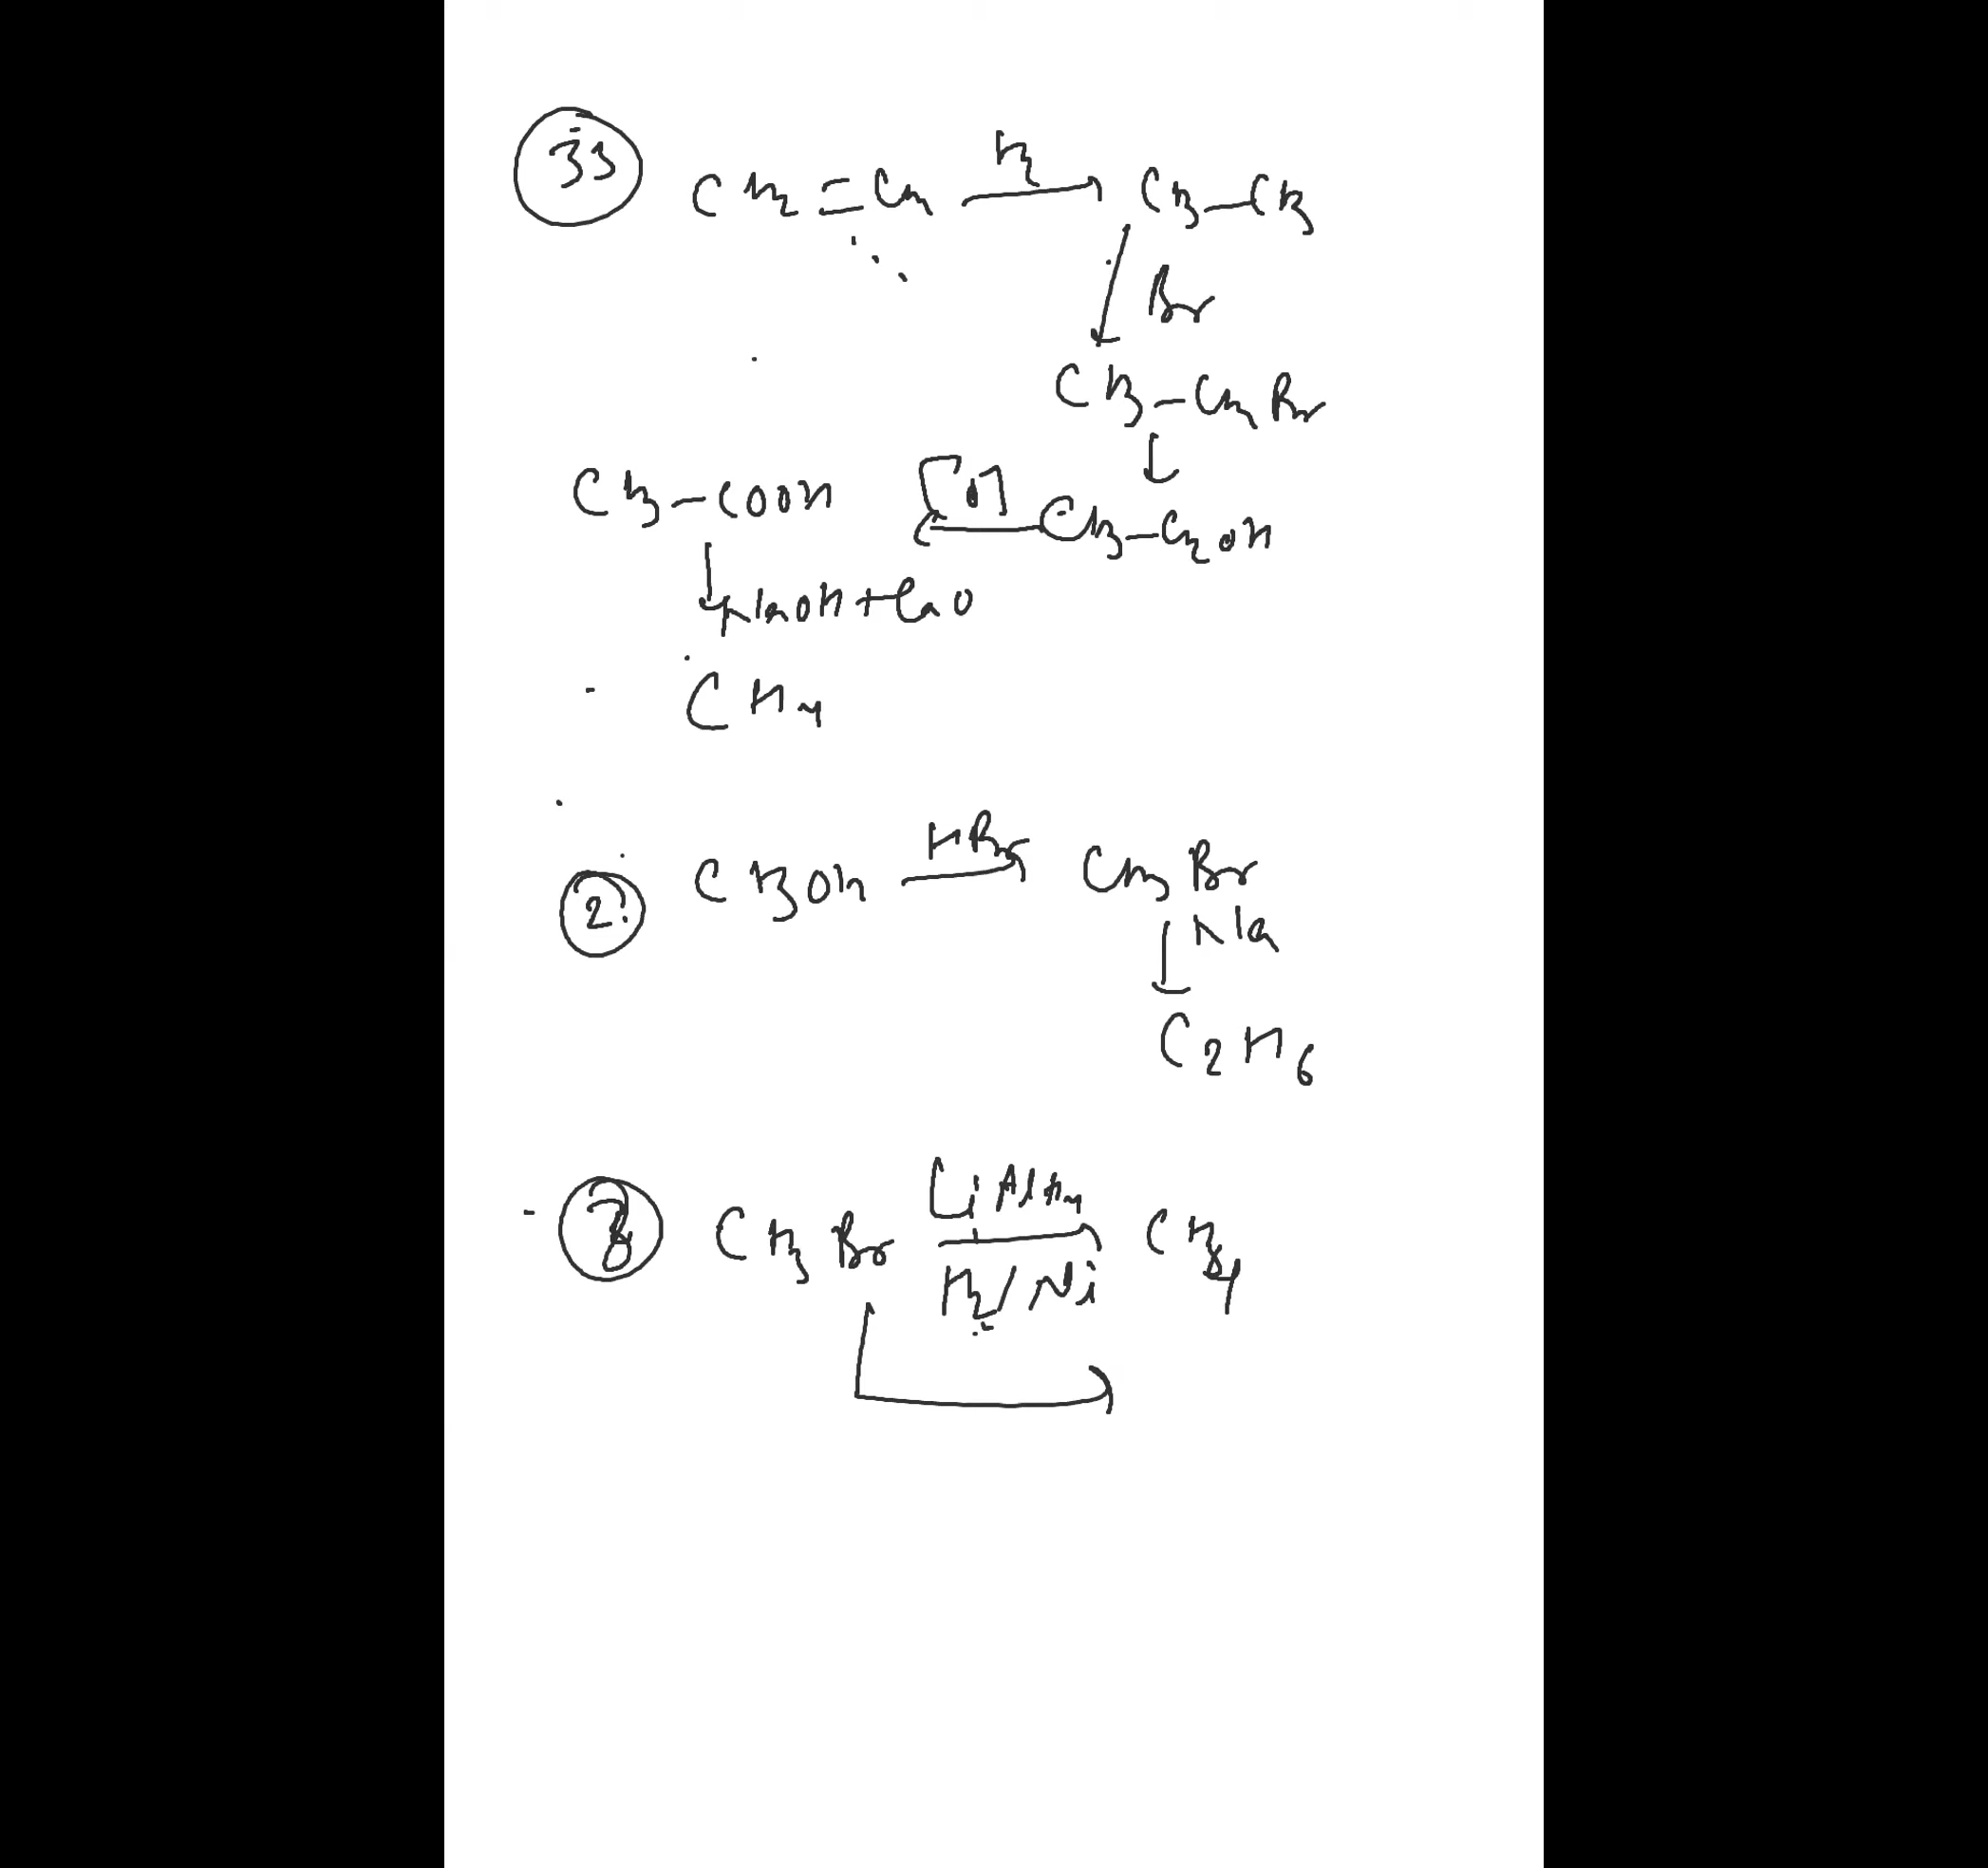 33 CH2=CH2 H2 CH3-CH3
Br
CH3-CH2Br
CH3-COOH [O] CH3-CH2OH
NaOH+CaO
CH4
2 CH3OH HBr CH3Br
Na
C2H6
CH3Br LiAlH4 CH4
H2/Ni